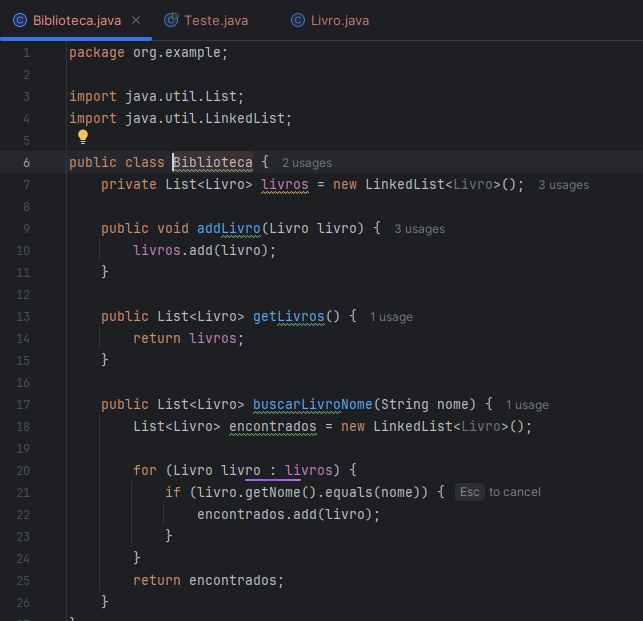 Biblioteca.java × Teste.java Livro.java
1 package org.example;
2
3 import java.util.List;
4 import java.util.LinkedList;
5
6 public class Biblioteca { 2 usages
7 private List<Livro> livros = new LinkedList<Livro>(); 3 usages
8
9 public void addLivro(Livro livro) { 3 usages
10 livros.add(livro);
11 }
12
13 public List<Livro> getLivros() { 1 usage
14 return livros;
15 }
16
17 public List<Livro> buscarLivroNome(String nome) { 1 usage
18 List<Livro> encontrados = new LinkedList<Livro>();
19
20 for (Livro livro : livros) {
21 if (livro.getNome().equals(nome)) { Esc to cancel
22 encontrados.add(livro);
23 }
24 }
25 return encontrados;
26 }